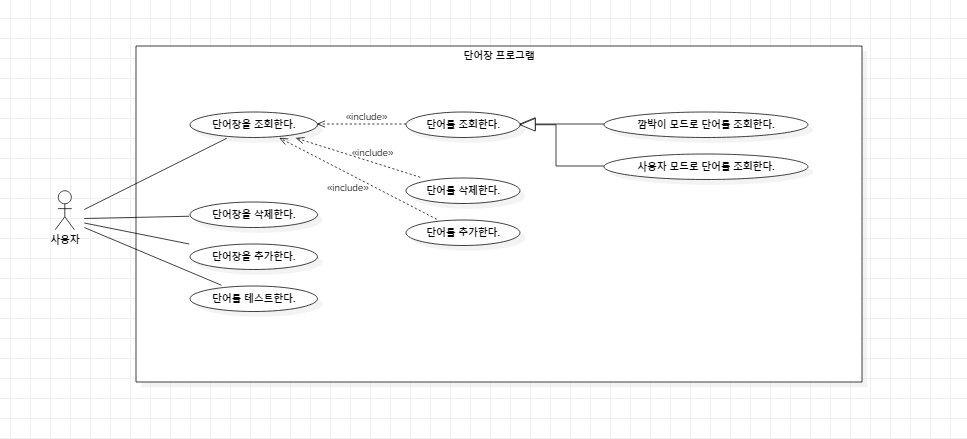 단어장 프로그램
단어장을 조회한다.
«include»
단어를 조회한다.
깜박이 모드로 단어를 조회한다.
«include»
사용자 모드로 단어를 조회한다.
«include»
단어를 삭제한다.
단어장을 삭제한다.
단어를 추가한다.
사용자
단어장을 추가한다.
단어를 테스트한다.